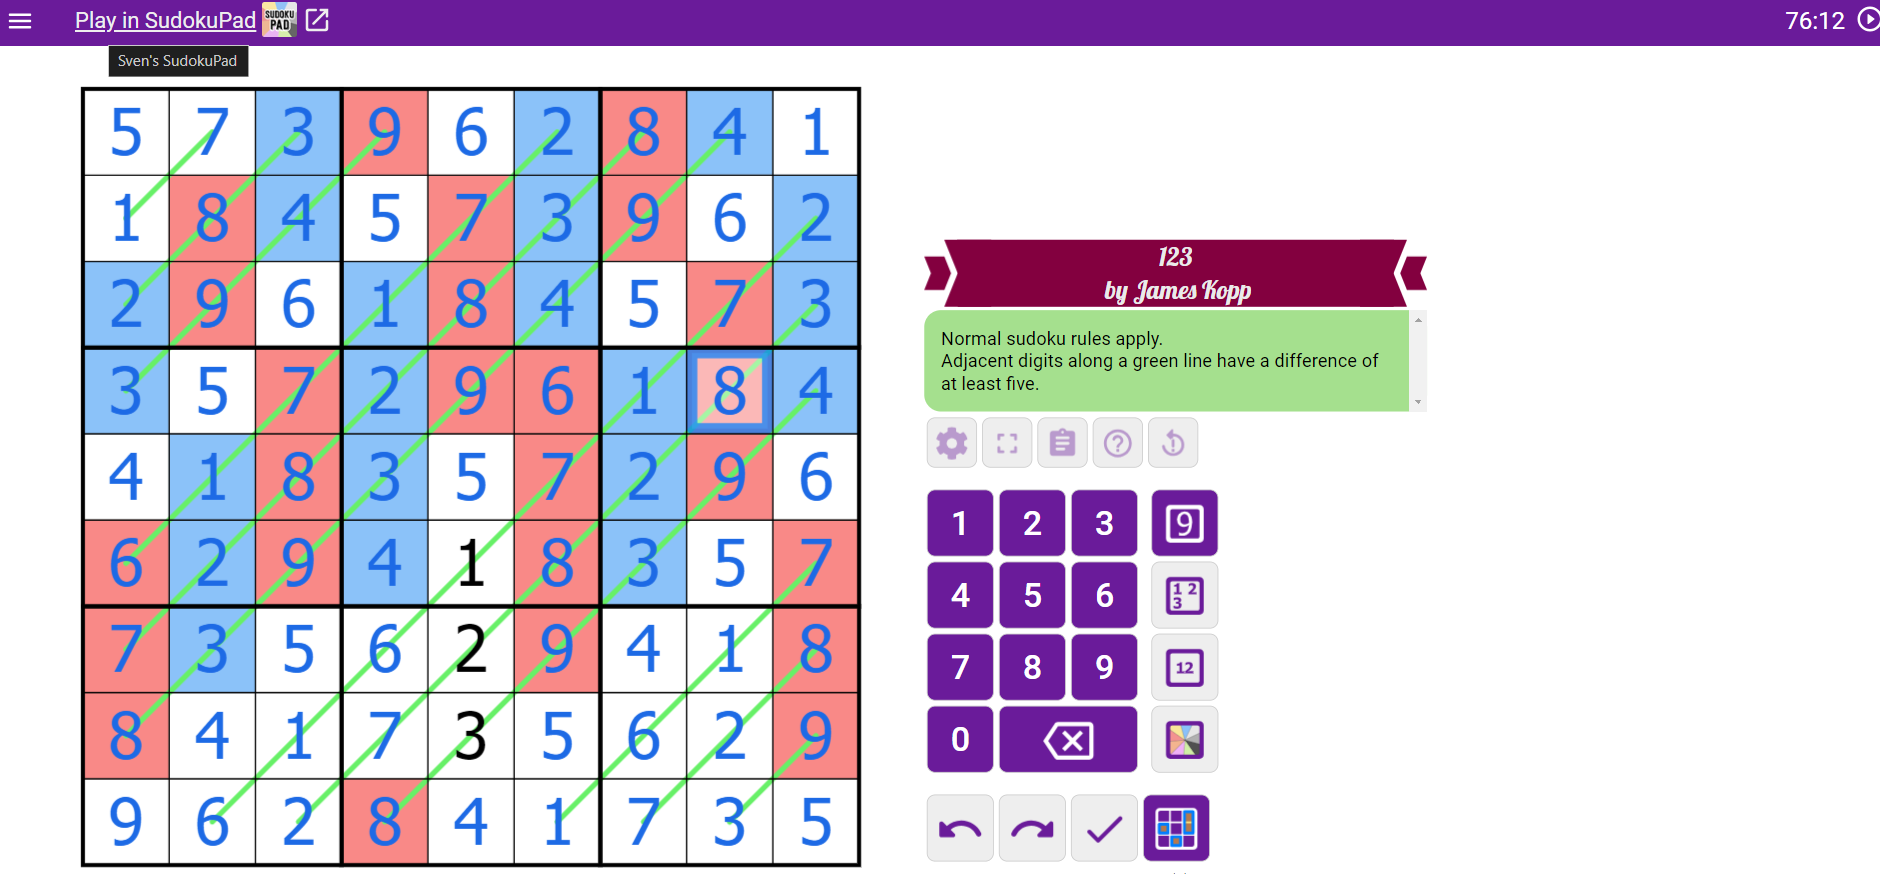 Play in SudokuPad SUDOKU PAD 76:12
Sven's SudokuPad
5 7 3 9 6 2 8 4 1
1 8 4 5 7 3 9 6 2
2 9 6 1 8 4 5 7 3
3 5 7 2 9 6 1 8 4
4 1 8 3 5 7 2 9 6
6 2 9 4 1 8 3 5 7
7 3 5 6 2 9 4 1 8
8 4 1 7 3 5 6 2 9
9 6 2 8 4 1 7 3 5
123
by James Kopp
Normal sudoku rules apply.
Adjacent digits along a green line have a difference of
at least five.
1 2 3 9
4 5 6 1 2 3
7 8 9 12
0